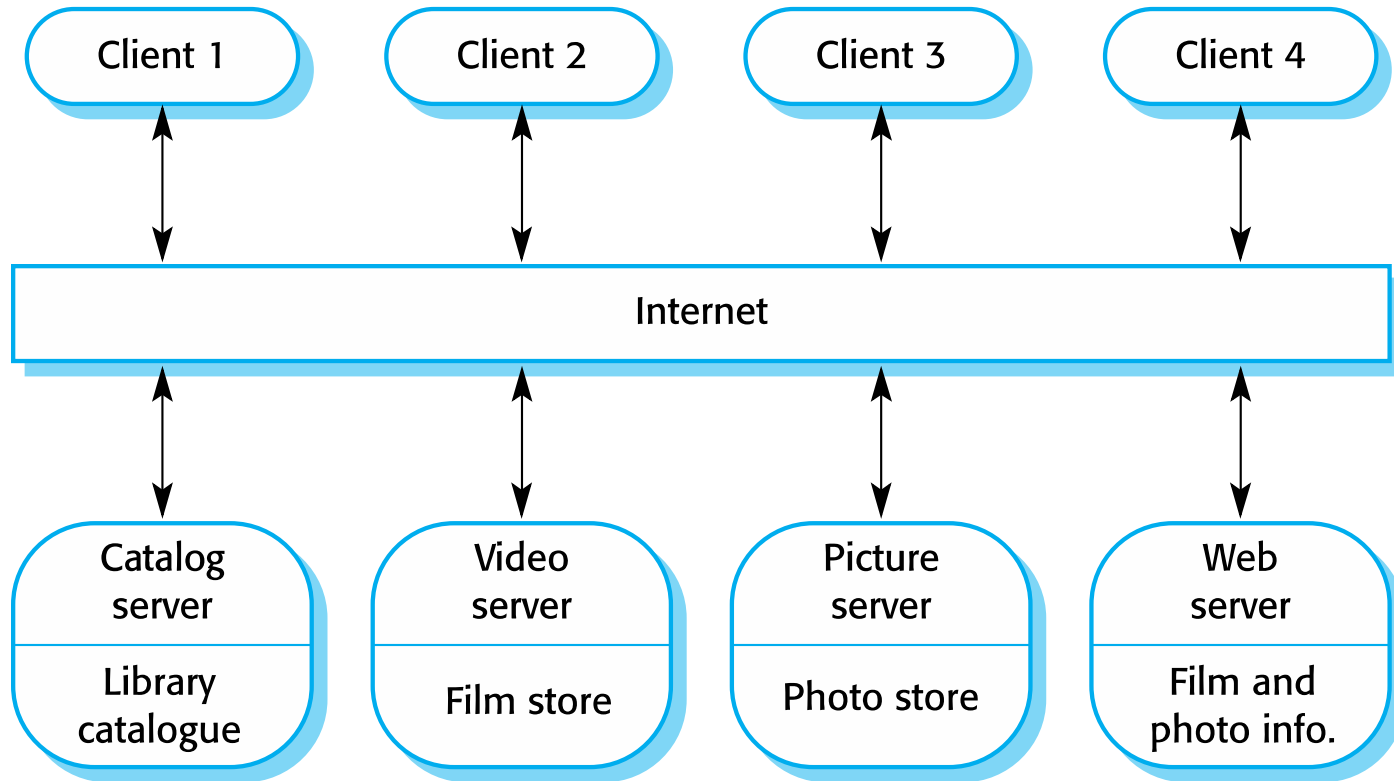 Client 1
Client 2
Client 3
Client 4
Internet
Catalog
server
Library
catalogue
Video
server
Film store
Picture
server
Photo store
Web
server
Film and
photo info.